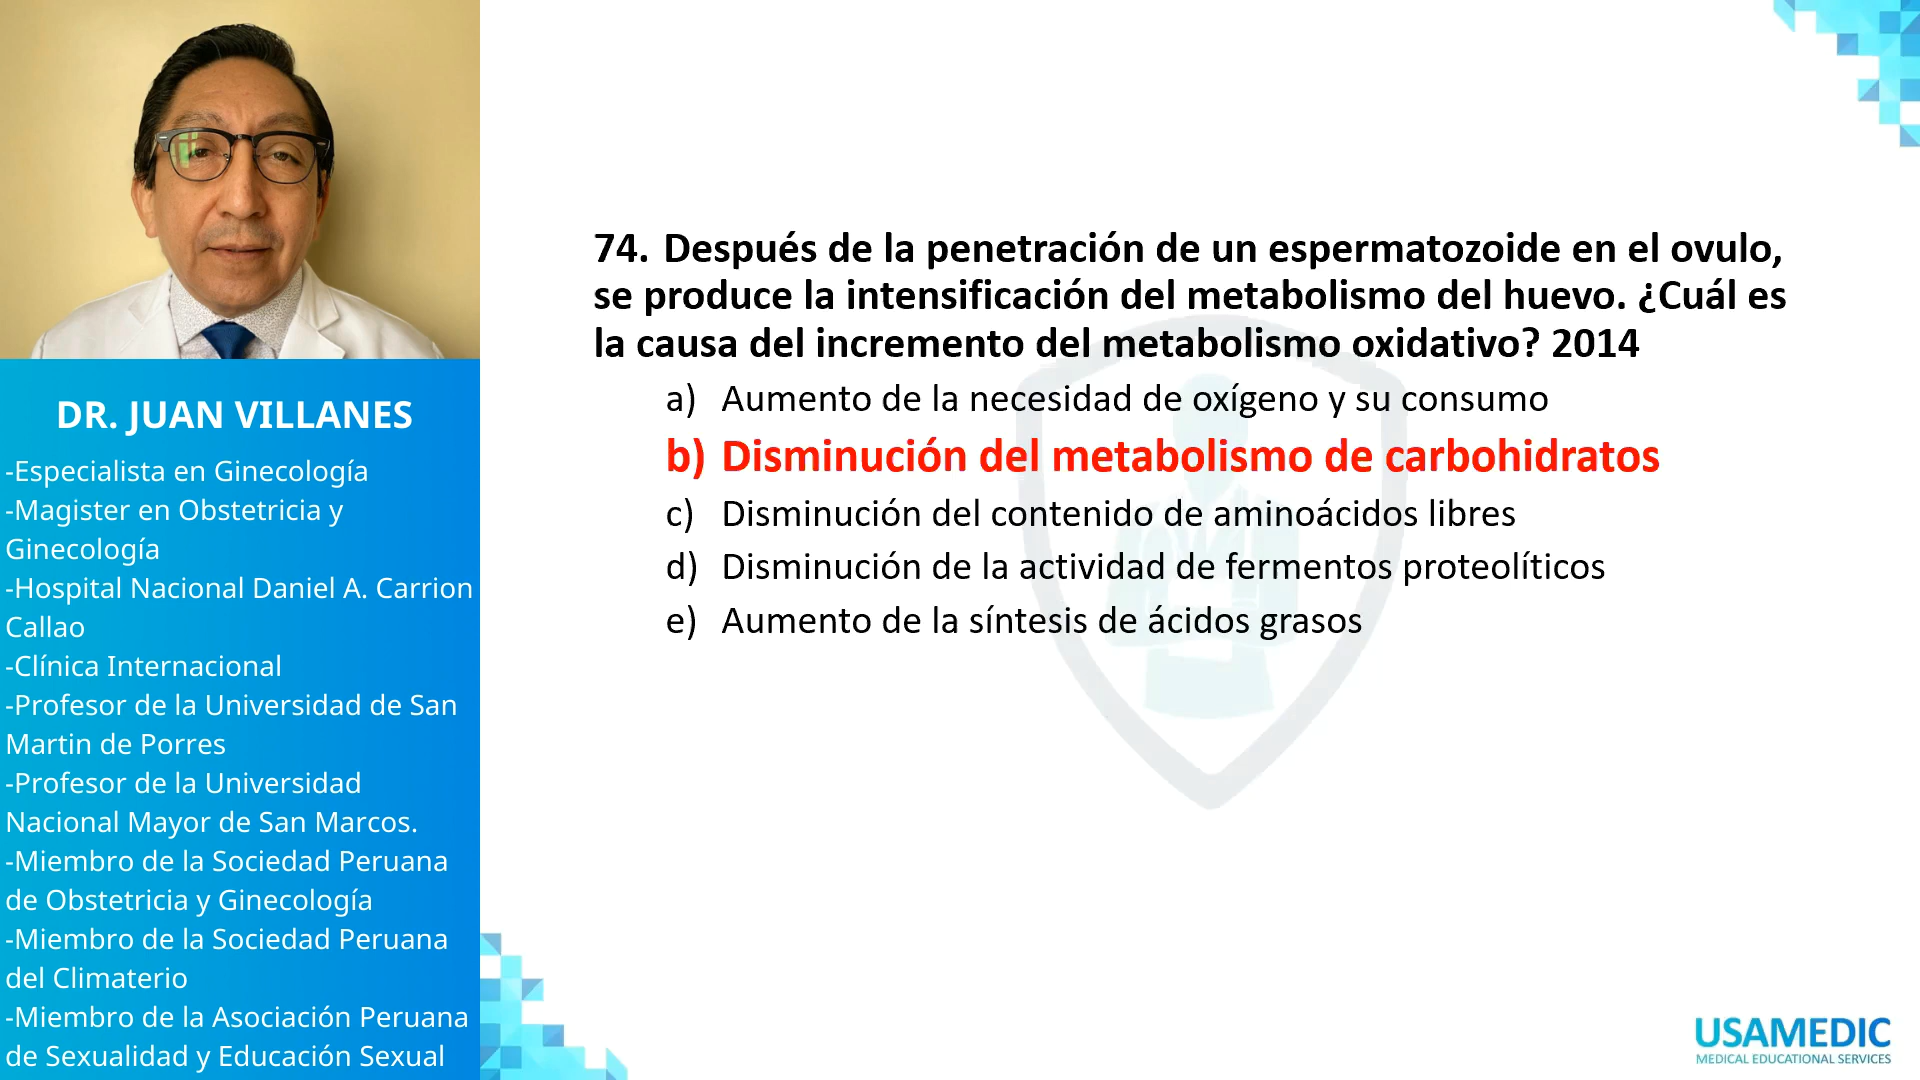 DR. JUAN VILLANES
-Especialista en Ginecología
-Magister en Obstetricia y
Ginecología
-Hospital Nacional Daniel A. Carrion
Callao
-Clínica Internacional
-Profesor de la Universidad de San
Martin de Porres
-Profesor de la Universidad
Nacional Mayor de San Marcos.
-Miembro de la Sociedad Peruana
de Obstetricia y Ginecología
-Miembro de la Sociedad Peruana
del Climaterio
-Miembro de la Asociación Peruana
de Sexualidad y Educación Sexual
74. Después de la penetración de un espermatozoide en el ovulo,
se produce la intensificación del metabolismo del huevo. ¿Cuál es
la causa del incremento del metabolismo oxidativo? 2014
a) Aumento de la necesidad de oxígeno y su consumo
b) Disminución del metabolismo de carbohidratos
c) Disminución del contenido de aminoácidos libres
d) Disminución de la actividad de fermentos proteolíticos
e) Aumento de la síntesis de ácidos grasos
USAMEDIC
MEDICAL EDUCATIONAL SERVICES